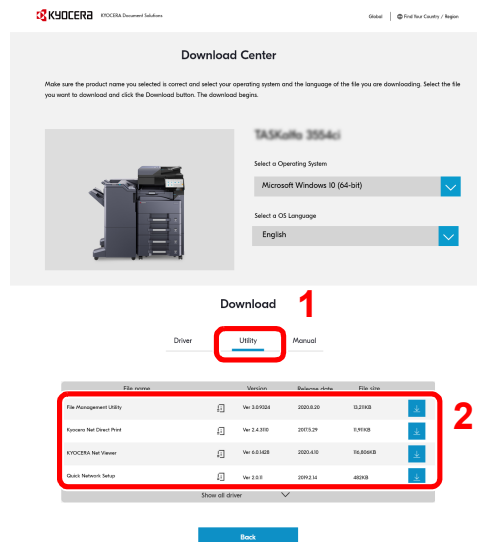 KYOCERA KYOCERA Document Solutions Global Find Your Country / Region
Download Center
Make sure the product name you selected is correct and select your operating system and the language of the file you are downloading. Select the file
you want to download and click the Download button. The download begins.
TASKalfa 3554ci
Select a Operating System
Microsoft Windows 10 (64-bit)
Select a OS Language
English
Download 1
Driver Utility Manual
File name Version Release date File size
File Management Utility Ver 3.0.9324 2020.8.20 13,211KB
2
Kyocera Net Direct Print Ver 2.4.3110 2017.5.29 11,911KB
KYOCERA Net Viewer Ver 6.0.1428 2020.4.10 116,806KB
Quick Network Setup Ver 2.0.11 2019.2.14 482KB
Show all driver
Back